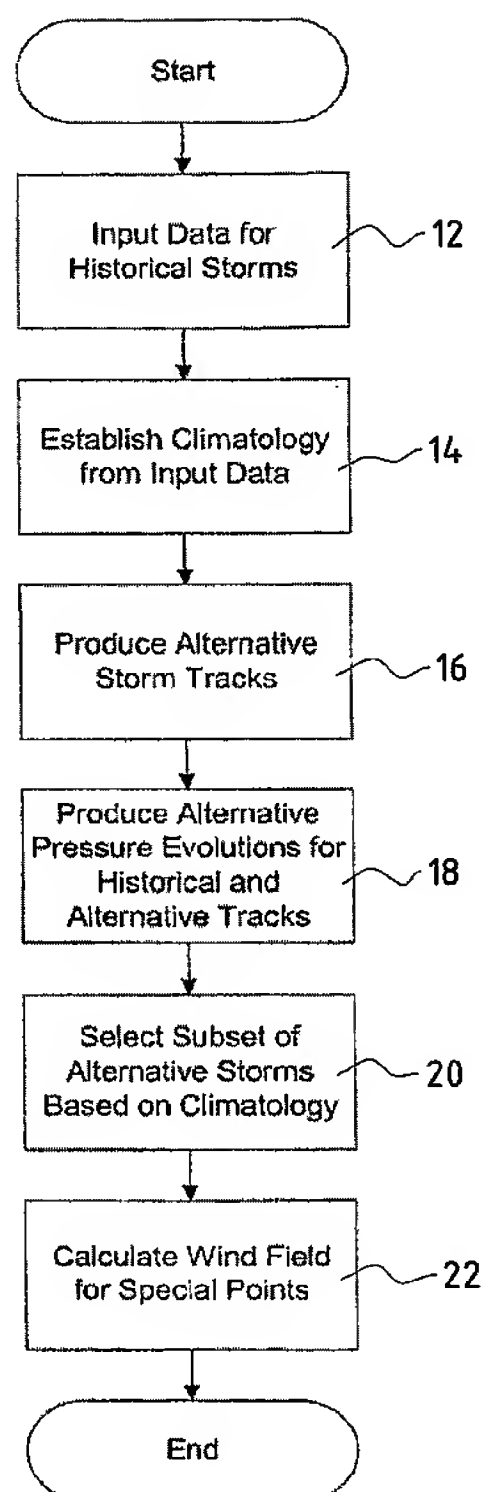 Start
Input Data for
Historical Storms
12
Establish Climatology
from Input Data
14
Produce Alternative
Storm Tracks
16
Produce Alternative
Pressure Evolutions for
Historical and
Alternative Tracks
18
Select Subset of
Alternative Storms
Based on Climatology
20
Calculate Wind Field
for Special Points
22
End